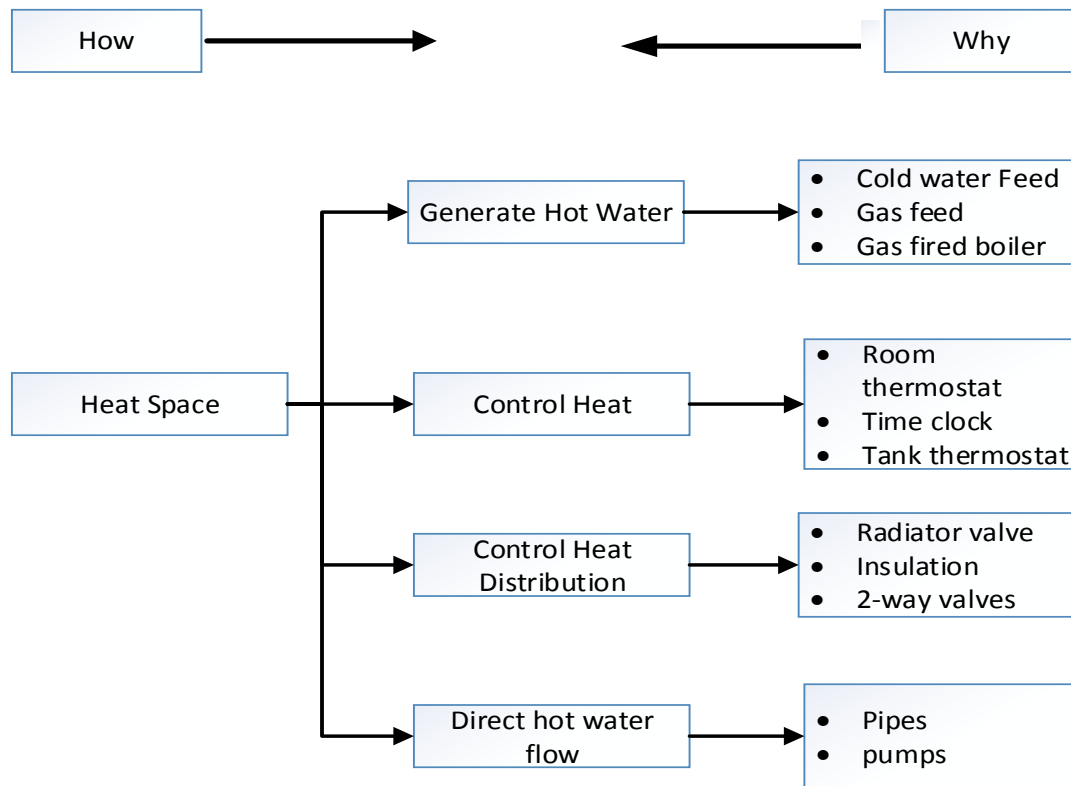 How
Why
Generate Hot Water
• Cold water Feed
• Gas feed
• Gas fired boiler
Heat Space
Control Heat
• Room
thermostat
• Time clock
• Tank thermostat
Control Heat
Distribution
• Radiator valve
• Insulation
• 2-way valves
Direct hot water
flow
• Pipes
• pumps